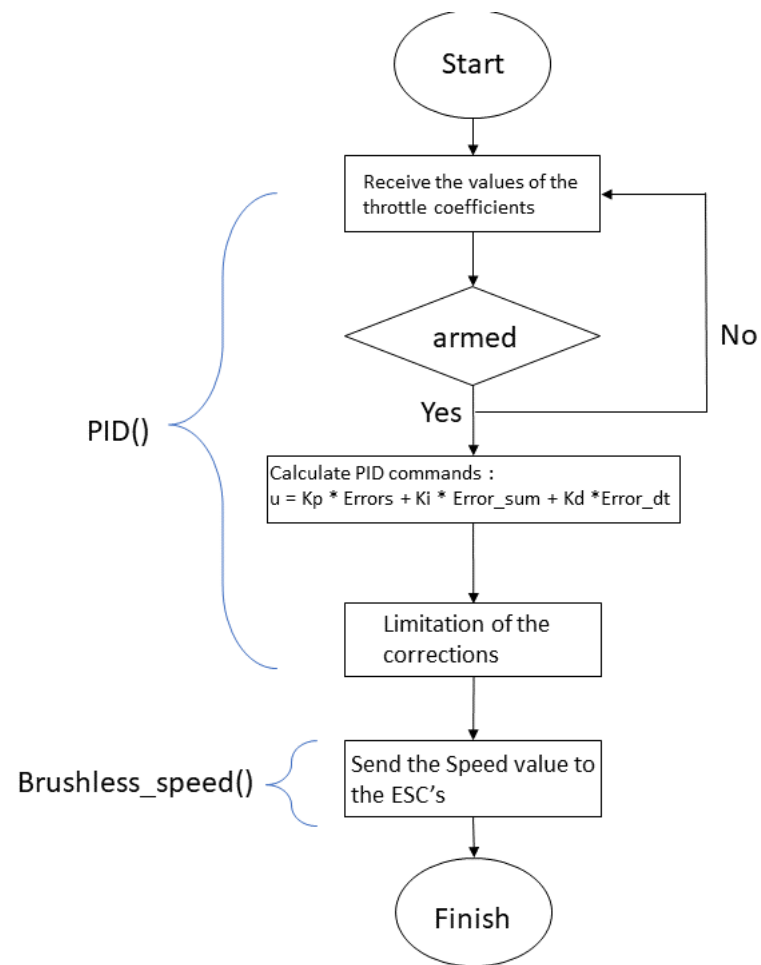 Start
Receive the values of the
throttle coefficients
armed
No
Yes
PID()
Calculate PID commands :
u = Kp * Errors + Ki * Error_sum + Kd *Error_dt
Limitation of the
corrections
Brushless_speed()
Send the Speed value to
the ESC's
Finish